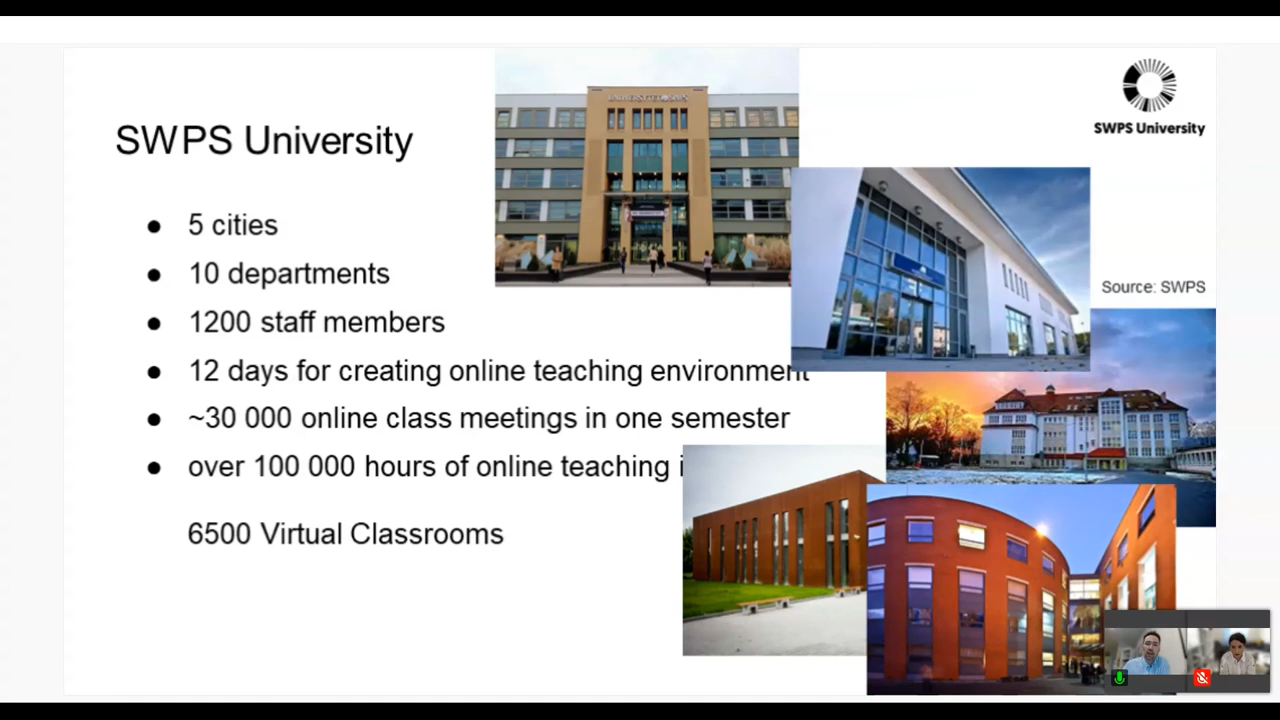 SWPS University
5 cities
10 departments
1200 staff members
12 days for creating online teaching environment
~30 000 online class meetings in one semester
over 100 000 hours of online teaching
6500 Virtual Classrooms
SWPS University
Source: SWPS